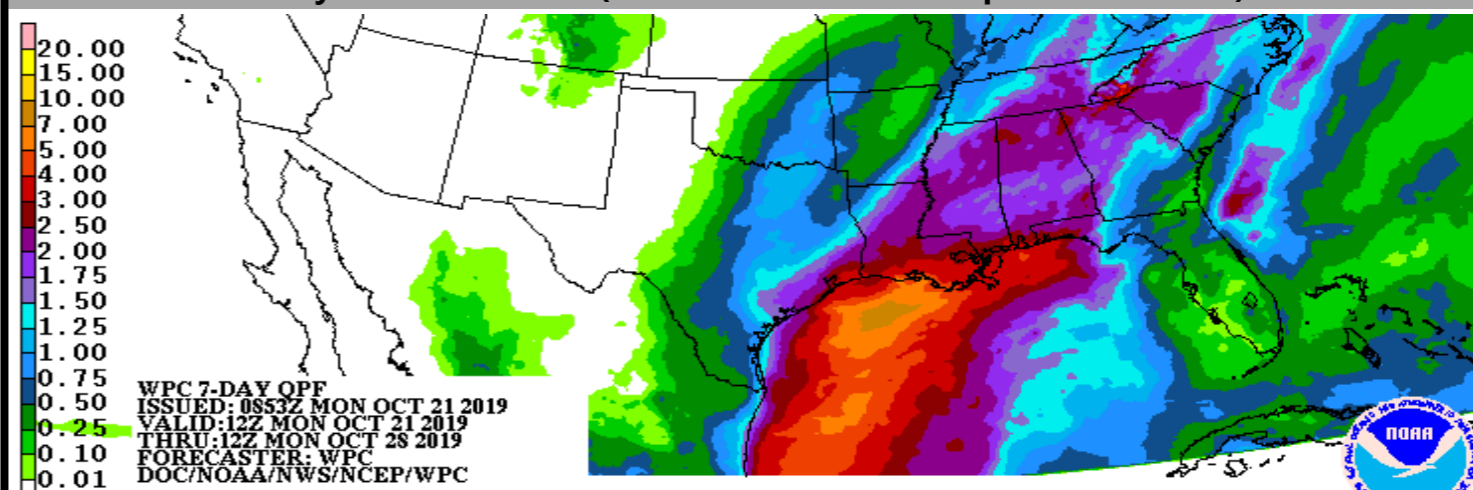 20.00
15.00
10.00
7.00
5.00
4.00
3.00
2.50
2.00
1.75
1.50
1.25
1.00
0.75
0.50
0.25
0.10
0.01
WPC 7-DAY QPF
ISSUED: 0853Z MON OCT 21 2019
VALID:12Z MON OCT 21 2019
THRU:12Z MON OCT 28 2019
FORECASTER: WPC
DOC/NOAA/NWS/NCEP/WPC
NOAA